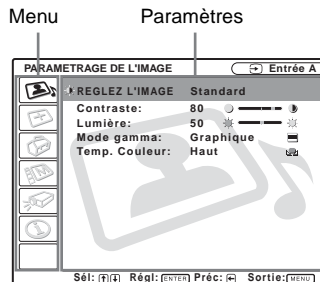 Menu Paramètres
PARAMETRAGE DE L'IMAGE Entrée A
REGLEZ L'IMAGE Standard
Contraste: 80
Lumière: 50
Mode gamma: Graphique
Temp. Couleur: Haut
Sél: Régl: ENTER Préc: Sortie: MENU